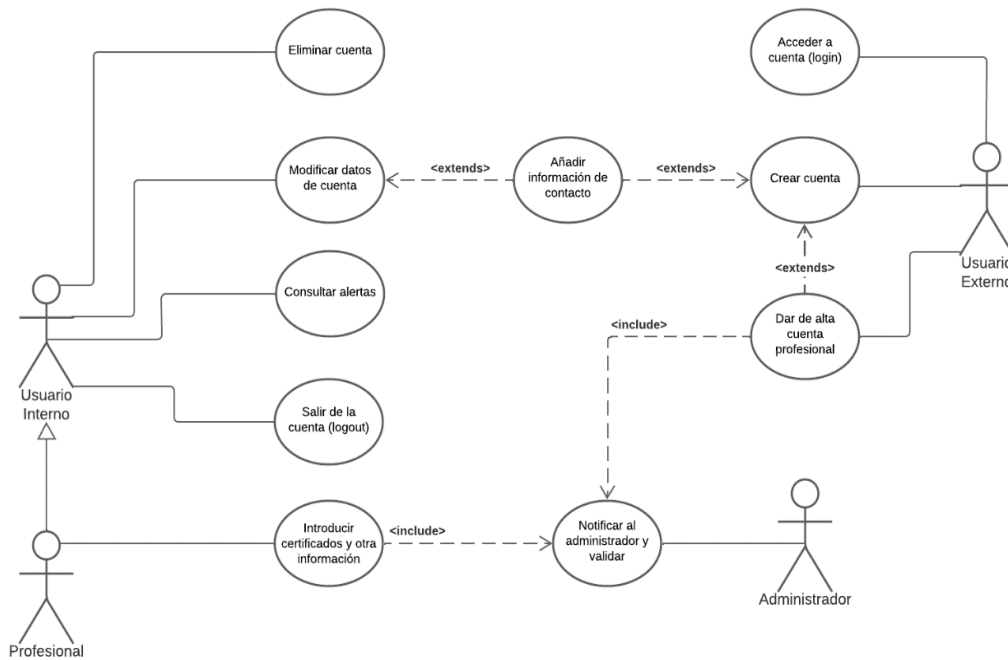 Eliminar cuenta
Acceder a
cuenta (login)
Modificar datos
de cuenta
<extends>
Añadir
información de
contacto
<extends>
Crear cuenta
Usuario
Externo
<extends>
Consultar alertas
<include>
Dar de alta
cuenta
profesional
Usuario
Interno
Salir de la
cuenta (logout)
Introducir
certificados y otra
información
<include>
Notificar al
administrador y
validar
Administrador
Profesional